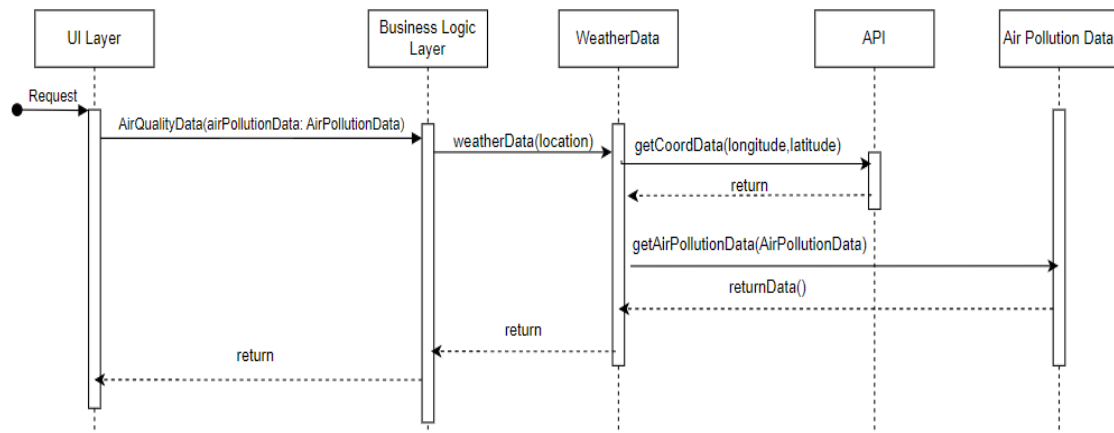 UI Layer
Business Logic
Layer
WeatherData
API
Air Pollution Data
Request
AirQualityData(airPollutionData: AirPollutionData)
weatherData(location)
getCoordData(longitude,latitude)
return
getAirPollutionData(AirPollutionData)
returnData()
return
return